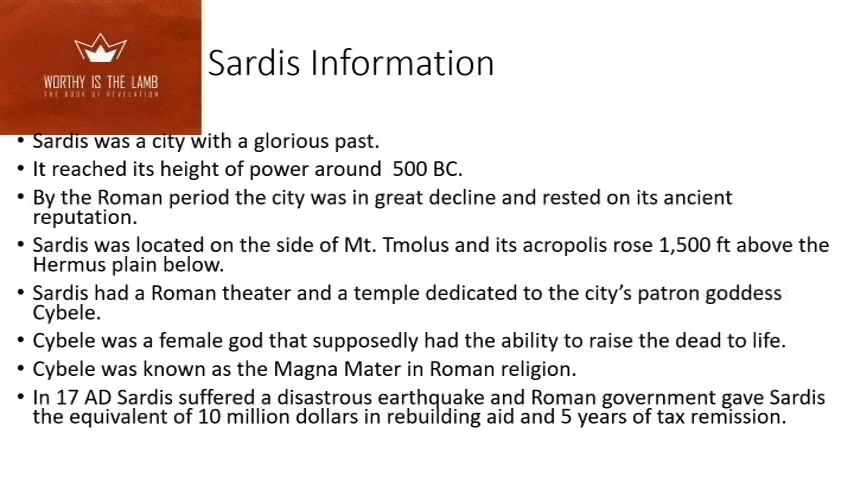 WORTHY IS THE LAMB
THE BOOK OF REVELATION
Sardis Information
• Sardis was a city with a glorious past.
• It reached its height of power around  500 BC.
• By the Roman period the city was in great decline and rested on its ancient
reputation.
• Sardis was located on the side of Mt. Tmolus and its acropolis rose 1,500 ft above the
Hermus plain below.
• Sardis had a Roman theater and a temple dedicated to the city’s patron goddess
Cybele.
• Cybele was a female god that supposedly had the ability to raise the dead to life.
• Cybele was known as the Magna Mater in Roman religion.
• In 17 AD Sardis suffered a disastrous earthquake and Roman government gave Sardis
the equivalent of 10 million dollars in rebuilding aid and 5 years of tax remission.